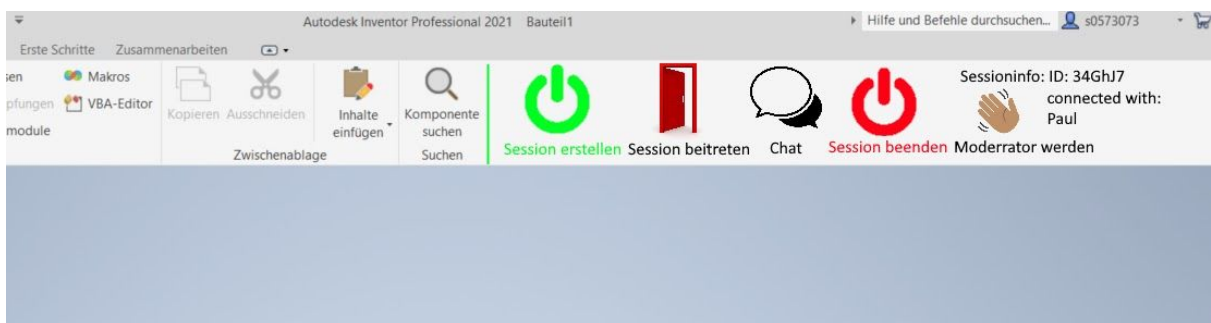 Autodesk Inventor Professional 2021 Bauteil1
Hilfe und Befehle durchsuchen... s0573073
Erste Schritte Zusammenarbeiten
sen Makros
pfungen VBA-Editor
module
Kopieren Ausschneiden
Inhalte
einfügen
Zwischenablage
Komponente
suchen
Suchen
Session erstellen
Session beitreten
Chat
Session beenden
Sessioninfo: ID: 34GhJ7
connected with:
Paul
Moderrator werden